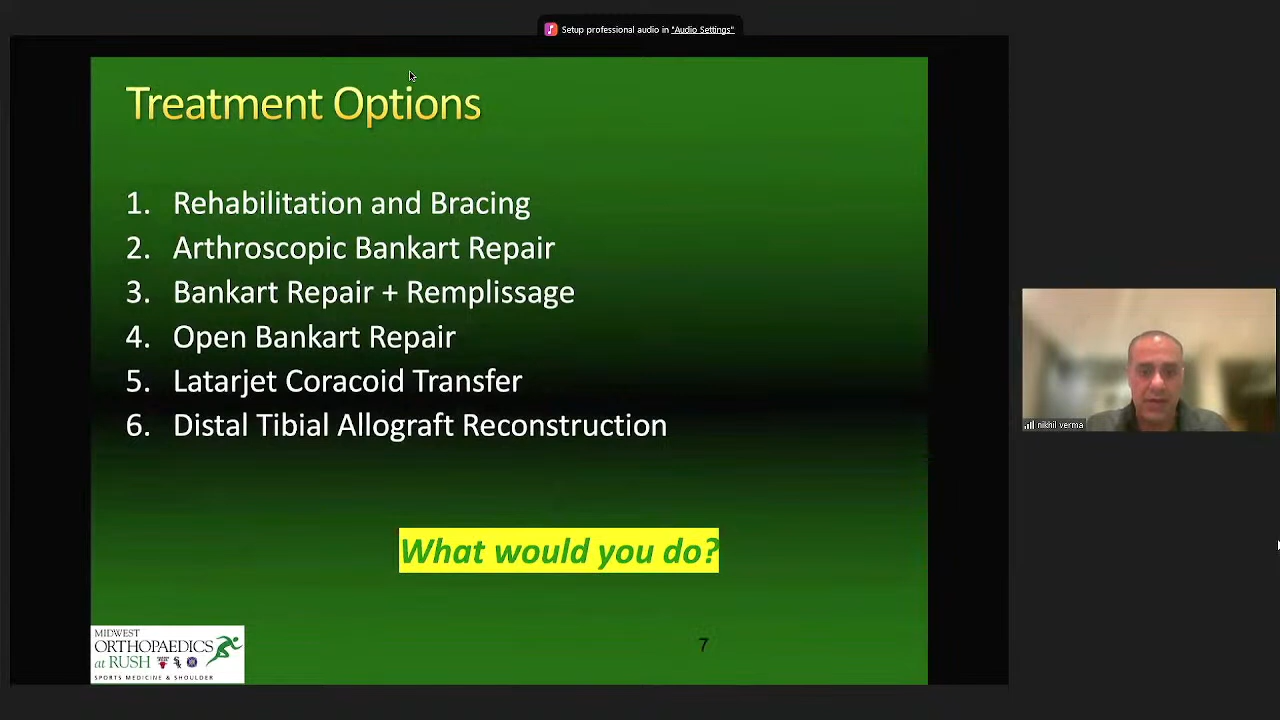 Setup professional audio in "Audio Settings"
Treatment Options
1. Rehabilitation and Bracing
2. Arthroscopic Bankart Repair
3. Bankart Repair + Remplissage
4. Open Bankart Repair
5. Latarjet Coracoid Transfer
6. Distal Tibial Allograft Reconstruction
What would you do?
MIDWEST
ORTHOPAEDICS
at RUSH
SPORTS MEDICINE & SHOULDER
7
nikhil verma